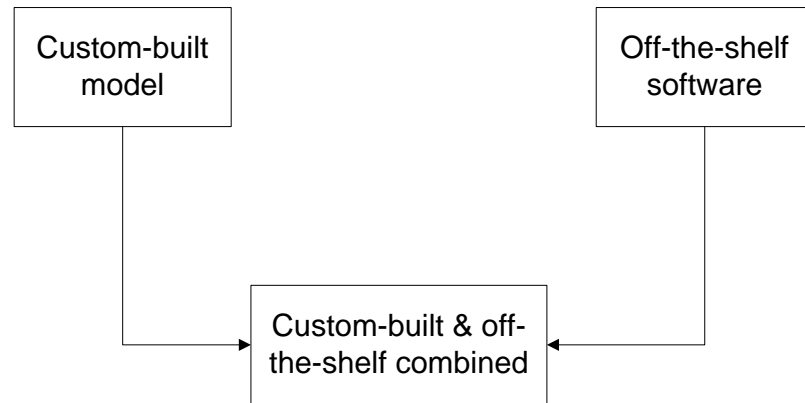 Custom-built
model
Off-the-shelf
software
Custom-built & off-
the-shelf combined